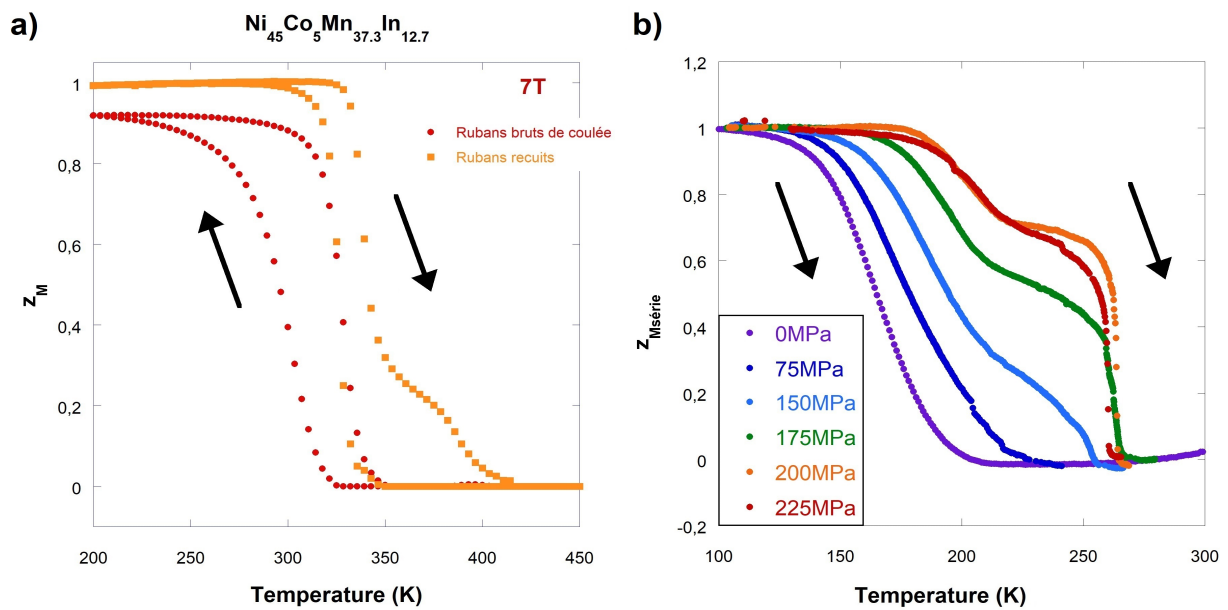 a)
Ni45Co5Mn37.3In12.7
7T
Rubans bruts de coulée
Rubans recuits
zM
1
0,8
0,6
0,4
0,2
0
200 250 300 350 400 450
Temperature (K)
b)
zMsérie
1,2
1
0,8
0,6
0,4
0,2
0
-0,2
0MPa
75MPa
150MPa
175MPa
200MPa
225MPa
100 150 200 250 300
Temperature (K)